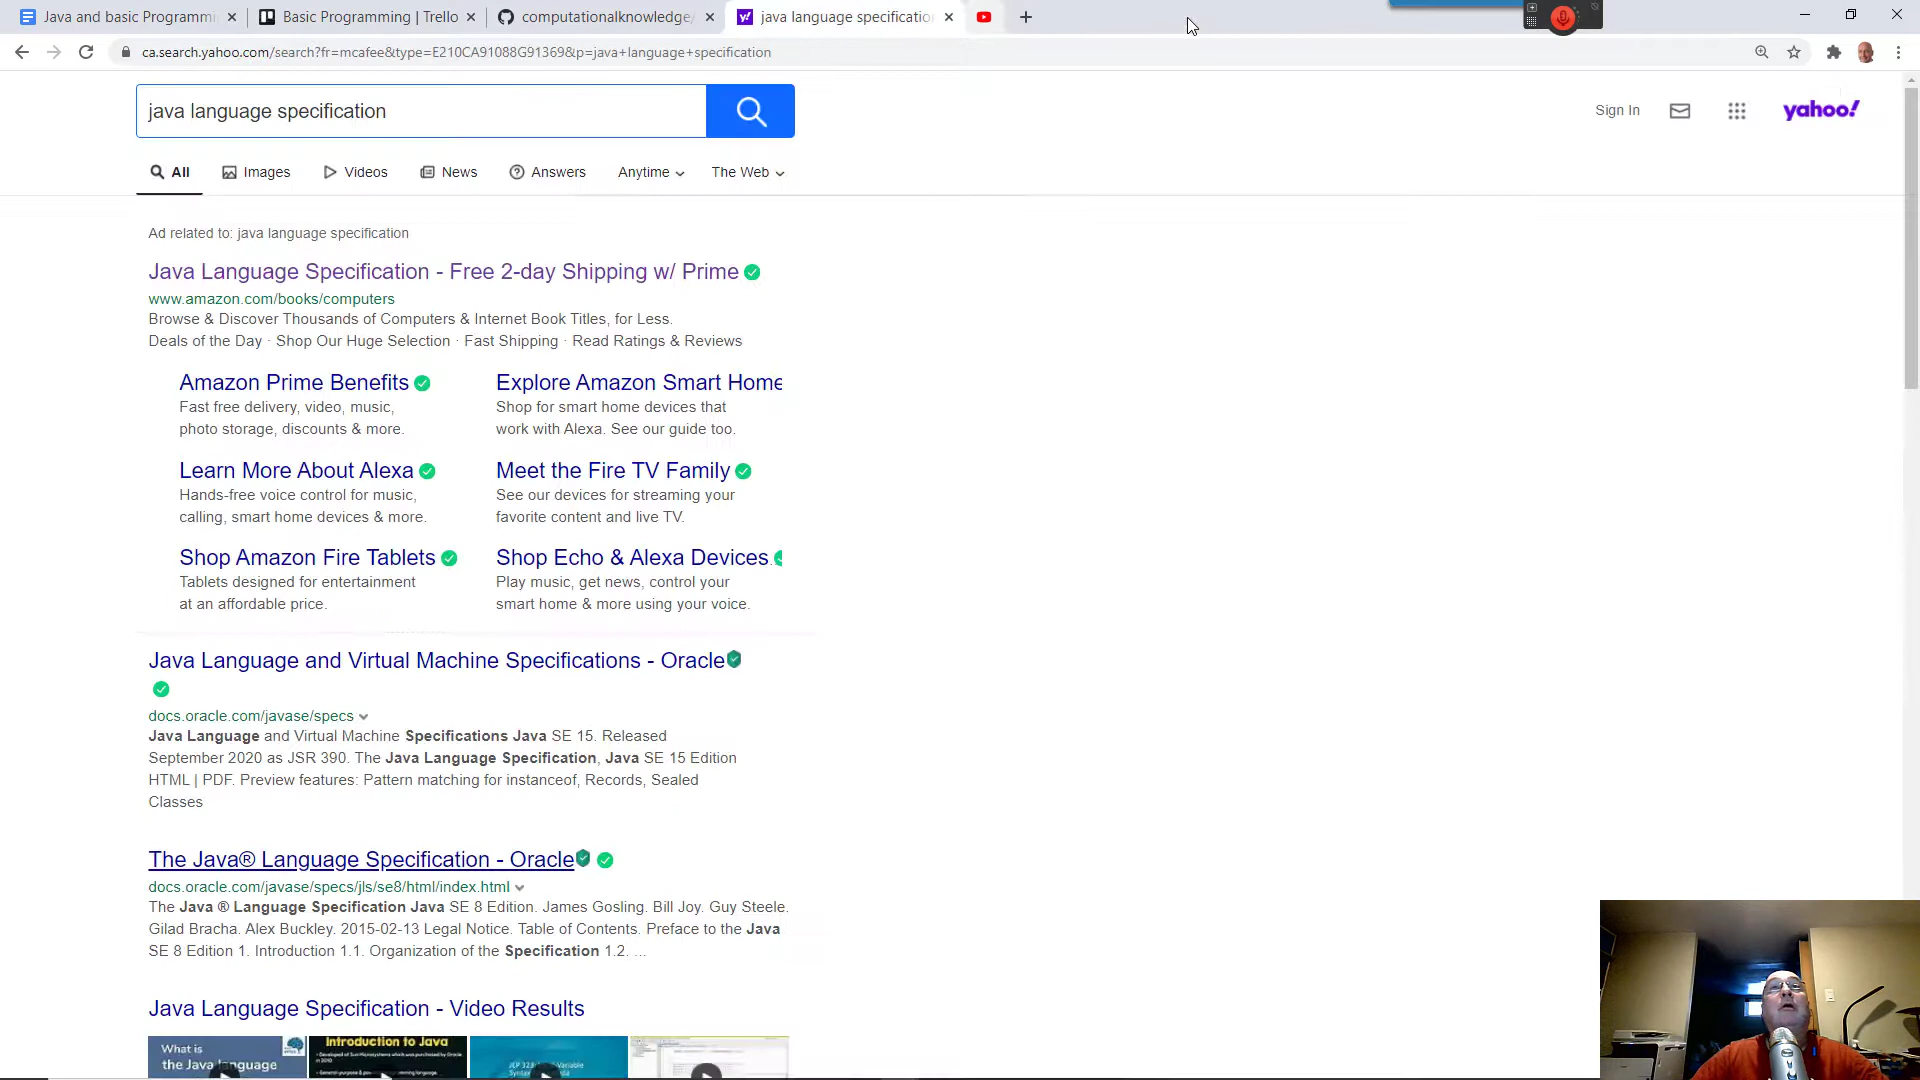 Java and basic Programmi
Basic Programming | Trello
computationalknowledge/
java language specification
ca.search.yahoo.com/search?fr=mcafee&type=E210CA91088G91369&p=java+language+specification
java language specification
Sign In
yahoo!
All
Images
Videos
News
Answers
Anytime
The Web
Ad related to: java language specification
Java Language Specification - Free 2-day Shipping w/ Prime
www.amazon.com/books/computers
Browse & Discover Thousands of Computers & Internet Book Titles, for Less.
Deals of the Day · Shop Our Huge Selection · Fast Shipping · Read Ratings & Reviews
Amazon Prime Benefits
Fast free delivery, video, music,
photo storage, discounts & more.
Explore Amazon Smart Home
Shop for smart home devices that
work with Alexa. See our guide too.
Learn More About Alexa
Hands-free voice control for music,
calling, smart home devices & more.
Meet the Fire TV Family
See our devices for streaming your
favorite content and live TV.
Shop Amazon Fire Tablets
Tablets designed for entertainment
at an affordable price.
Shop Echo & Alexa Devices.
Play music, get news, control your
smart home & more using your voice.
Java Language and Virtual Machine Specifications - Oracle
docs.oracle.com/javase/specs
Java Language and Virtual Machine Specifications Java SE 15. Released
September 2020 as JSR 390. The Java Language Specification, Java SE 15 Edition
HTML | PDF. Preview features: Pattern matching for instanceof, Records, Sealed
Classes
The Java® Language Specification - Oracle
docs.oracle.com/javase/specs/jls/se8/html/index.html
The Java ® Language Specification Java SE 8 Edition. James Gosling. Bill Joy. Guy Steele.
Gilad Bracha. Alex Buckley. 2015-02-13 Legal Notice. Table of Contents. Preface to the Java
SE 8 Edition 1. Introduction 1.1. Organization of the Specification 1.2. ...
Java Language Specification - Video Results
What is
the Java language
Introduction to Java